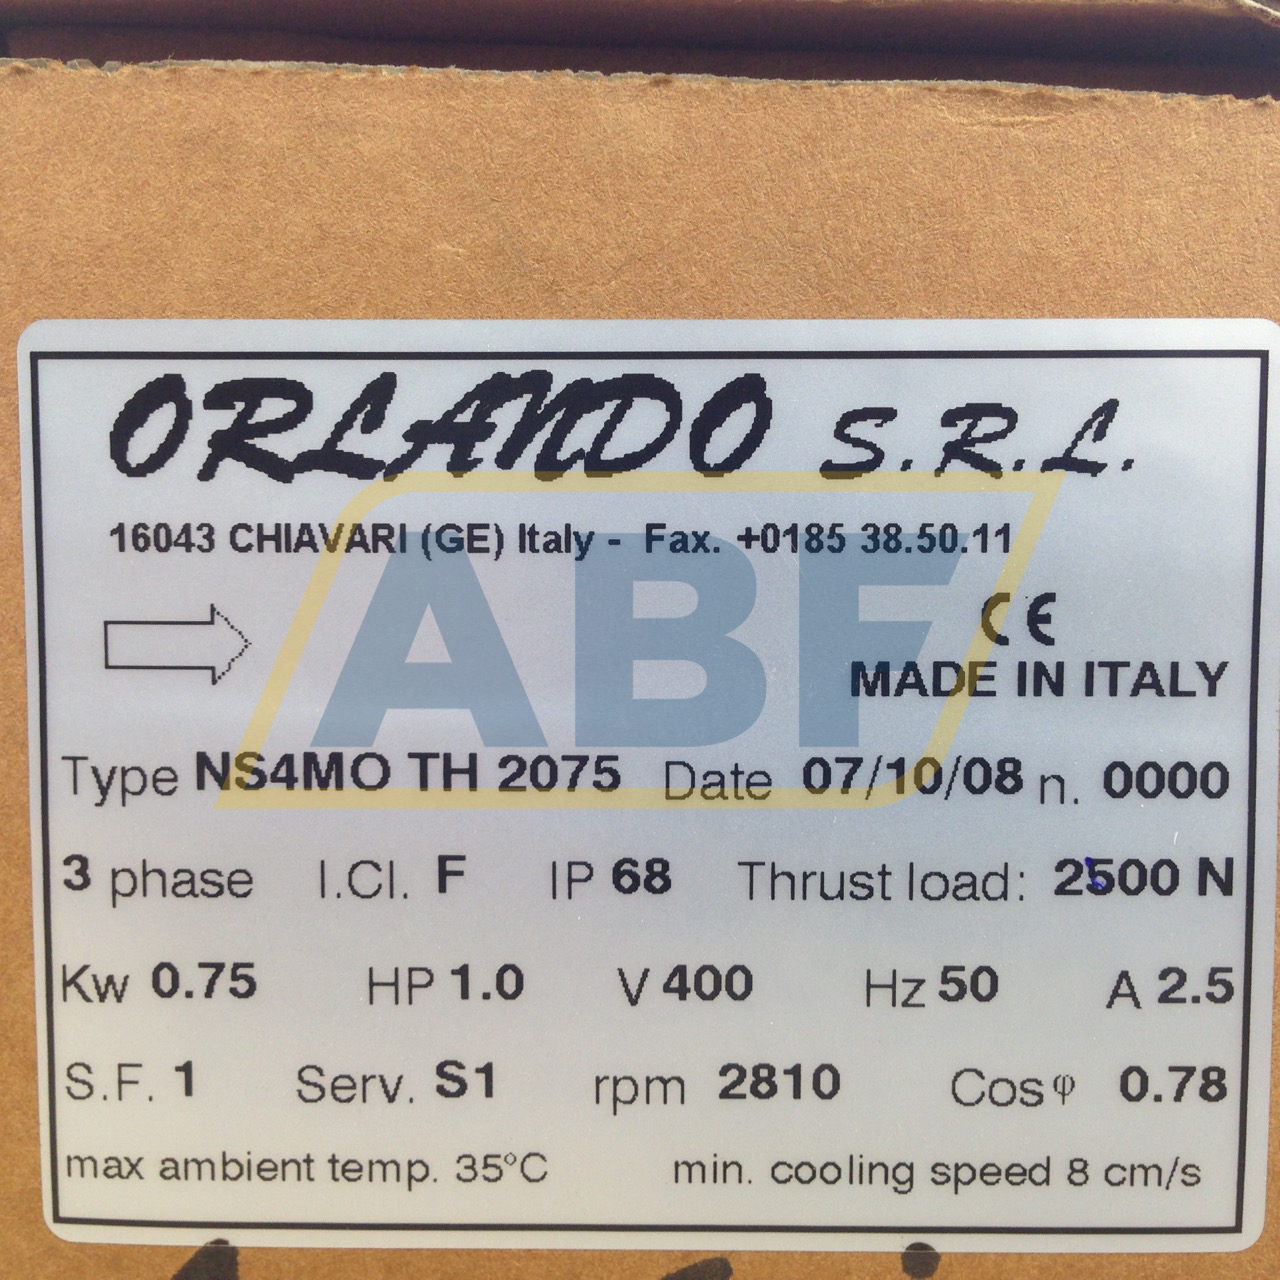 ORLANDO S.R.L.
16043 CHIAVARI (GE) Italy - Fax. +0185 38.50.11
ABF
CE
MADE IN ITALY
Type NS4MO TH 2075 Date 07/10/08 n. 0000
3 phase I.Cl. F IP 68 Thrust load: 2500 N
Kw 0.75 HP 1.0 V 400 Hz 50 A 2.5
S.F. 1 Serv. S1 rpm 2810 Cos φ 0.78
max ambient temp. 35°C min. cooling speed 8 cm/s